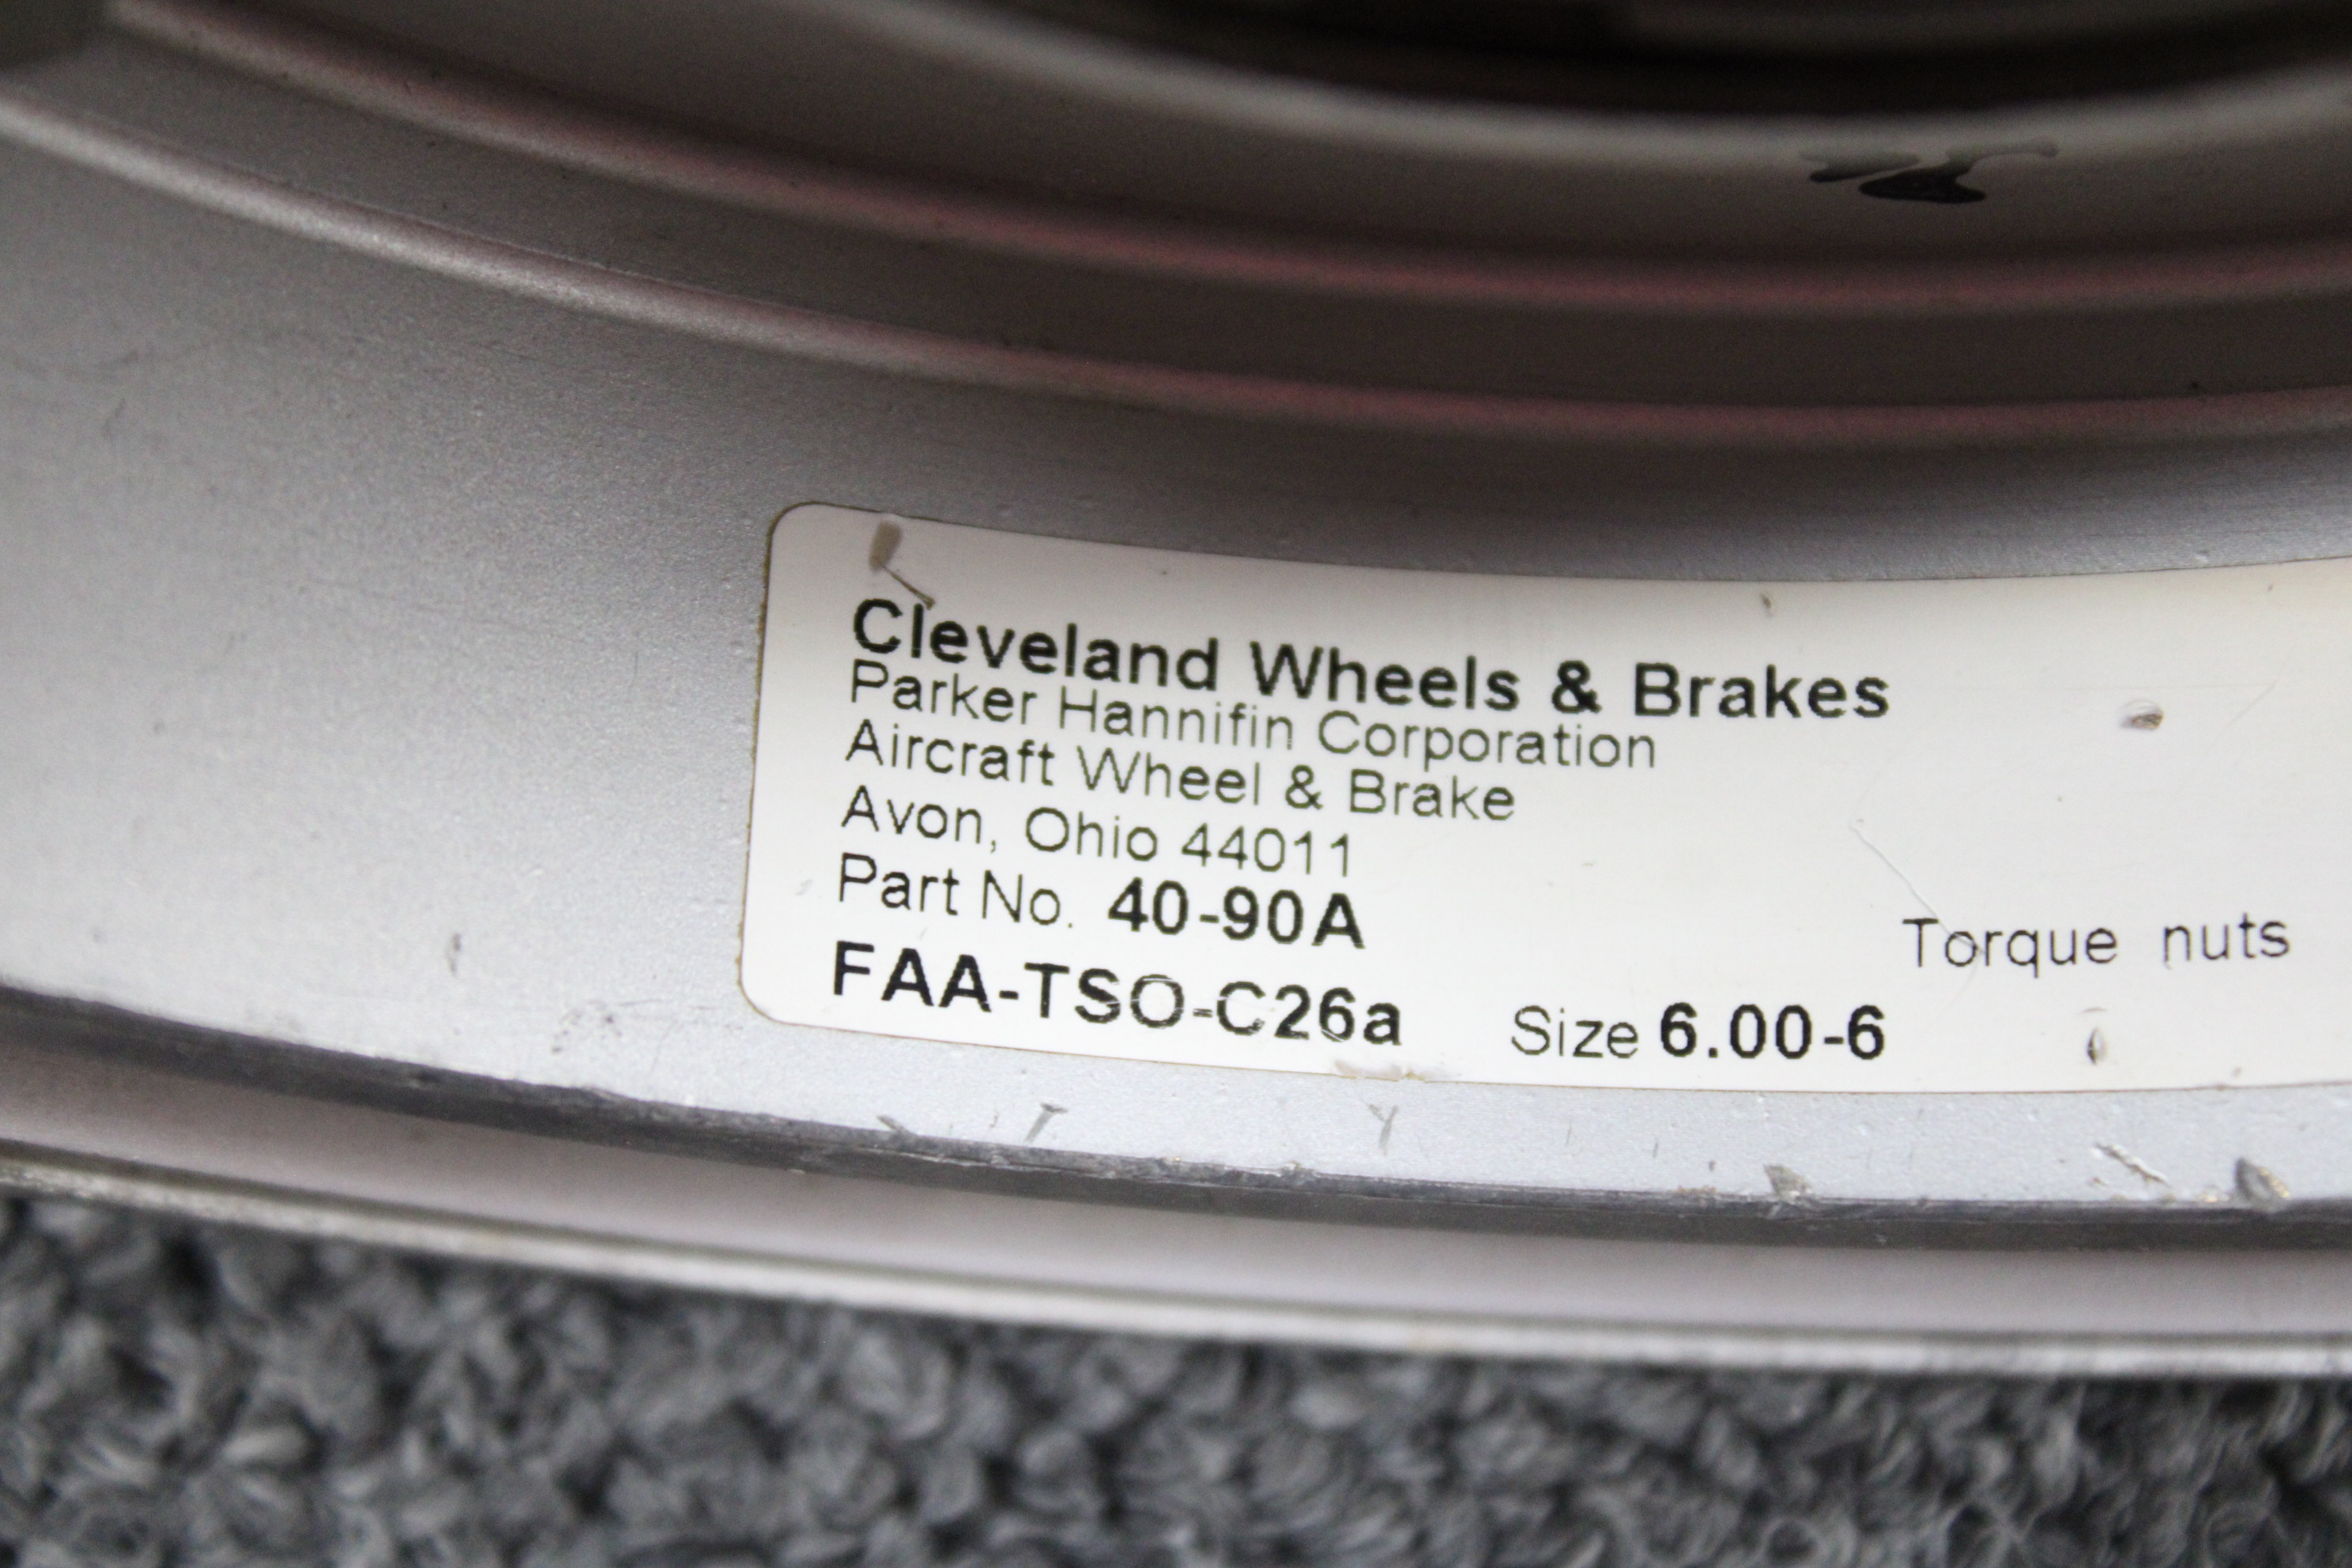 Cleveland Wheels & Brakes
Parker Hannifin Corporation
Aircraft Wheel & Brake
Avon, Ohio 44011
Part No. 40-90A
Torque nuts
FAA-TSO-C26a Size 6.00-6